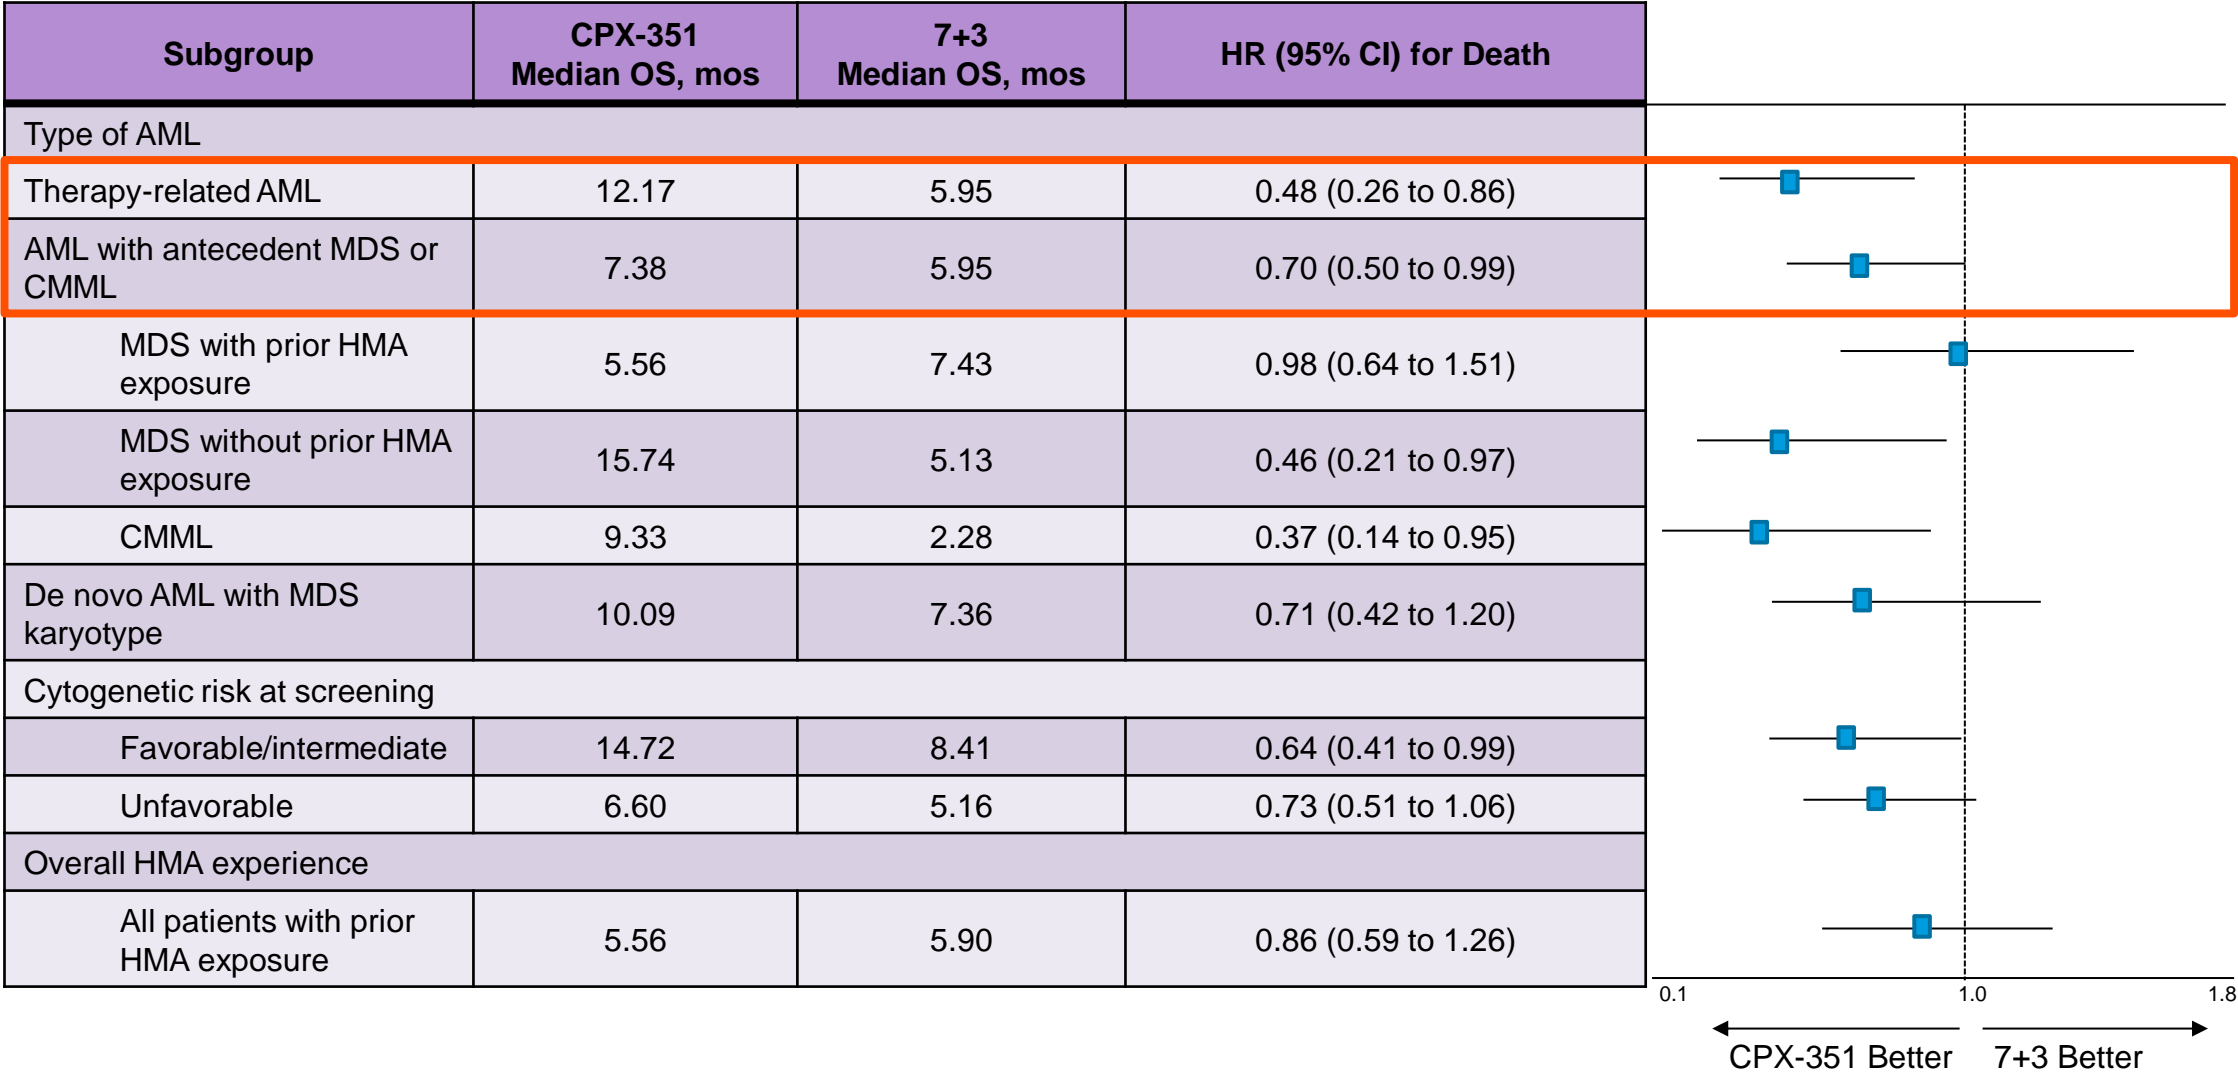 Subgroup
CPX-351
Median OS, mos
7+3
Median OS, mos
HR (95% CI) for Death
Type of AML
Therapy-related AML 12.17 5.95 0.48 (0.26 to 0.86)
AML with antecedent MDS or
CMML
7.38 5.95 0.70 (0.50 to 0.99)
MDS with prior HMA
exposure
5.56 7.43 0.98 (0.64 to 1.51)
MDS without prior HMA
exposure
15.74 5.13 0.46 (0.21 to 0.97)
CMML 9.33 2.28 0.37 (0.14 to 0.95)
De novo AML with MDS
karyotype
10.09 7.36 0.71 (0.42 to 1.20)
Cytogenetic risk at screening
Favorable/intermediate 14.72 8.41 0.64 (0.41 to 0.99)
Unfavorable 6.60 5.16 0.73 (0.51 to 1.06)
Overall HMA experience
All patients with prior
HMA exposure
5.56 5.90 0.86 (0.59 to 1.26)
0.1 1.0 1.8
CPX-351 Better 7+3 Better